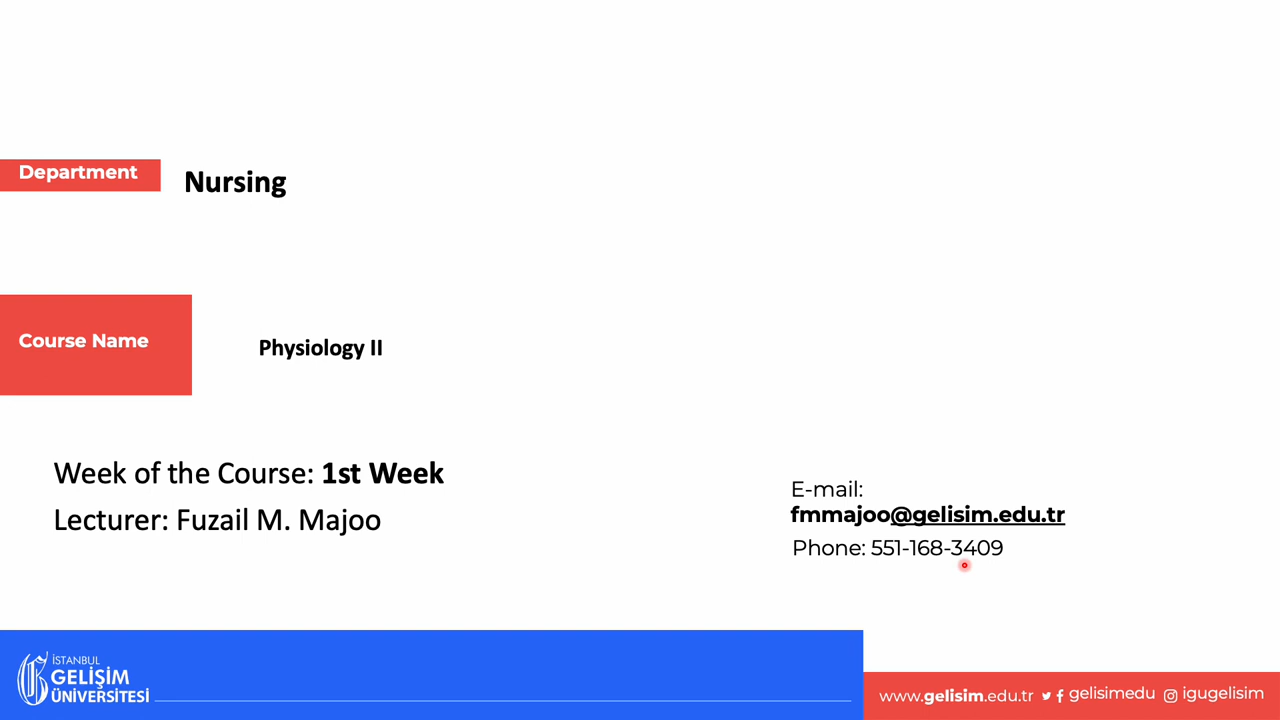 Department
Nursing
Course Name
Physiology II
Week of the Course: 1st Week
Lecturer: Fuzail M. Majoo
E-mail:
fmmajoo@gelisim.edu.tr
Phone: 551-168-3409
İSTANBUL
GELİŞİM
ÜNİVERSİTESİ
www.gelisim.edu.tr gelisimedu igugelisim